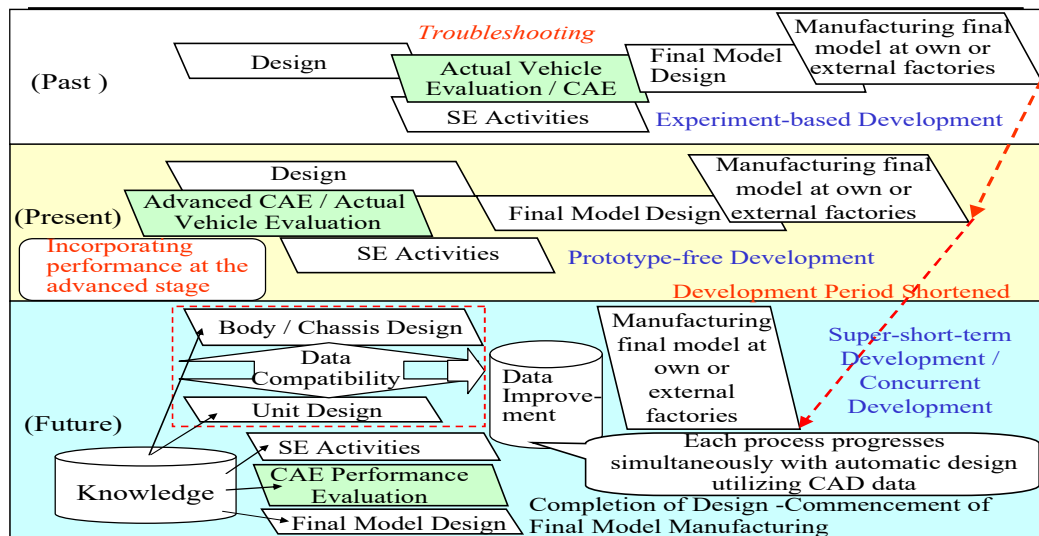 Troubleshooting
(Past )
Design
Actual Vehicle
Evaluation / CAE
SE Activities
Final Model
Design
Manufacturing final
model at own or
external factories
Experiment-based Development
(Present)
Design
Advanced CAE / Actual
Vehicle Evaluation
SE Activities
Final Model Design
Manufacturing final
model at own or
external factories
Incorporating
performance at the
advanced stage
Prototype-free Development
Development Period Shortened
(Future)
Body / Chassis Design
Data
Compatibility
Unit Design
SE Activities
CAE Performance
Evaluation
Final Model Design
Knowledge
Data
Improve-
ment
Manufacturing
final model at
own or
external
factories
Super-short-term
Development /
Concurrent
Development
Each process progresses
simultaneously with automatic design
utilizing CAD data
Completion of Design -Commencement of
Final Model Manufacturing